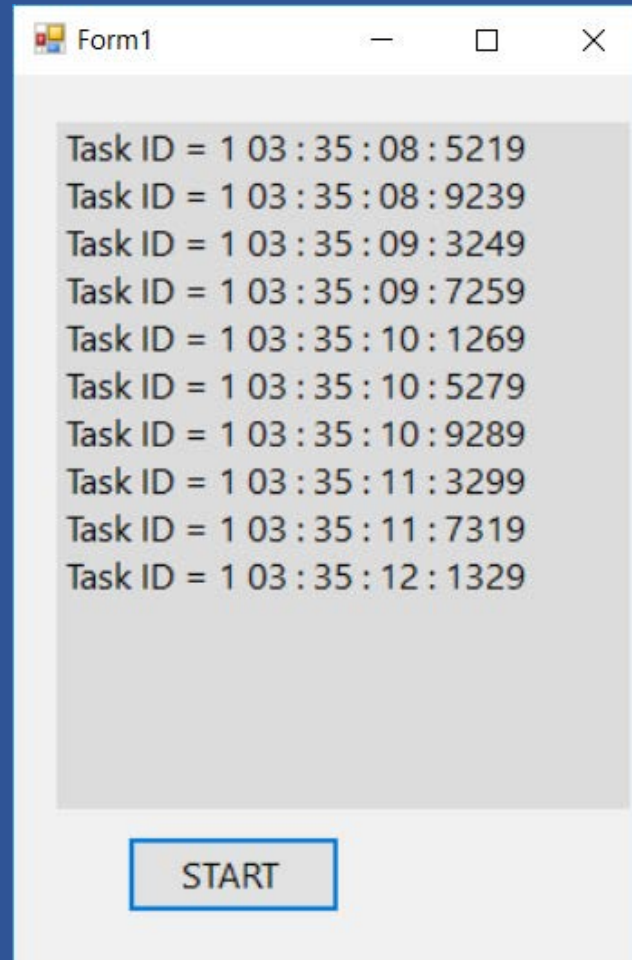 Form1
Task ID = 1 03 : 35 : 08 : 5219
Task ID = 1 03 : 35 : 08 : 9239
Task ID = 1 03 : 35 : 09 : 3249
Task ID = 1 03 : 35 : 09 : 7259
Task ID = 1 03 : 35 : 10 : 1269
Task ID = 1 03 : 35 : 10 : 5279
Task ID = 1 03 : 35 : 10 : 9289
Task ID = 1 03 : 35 : 11 : 3299
Task ID = 1 03 : 35 : 11 : 7319
Task ID = 1 03 : 35 : 12 : 1329
START